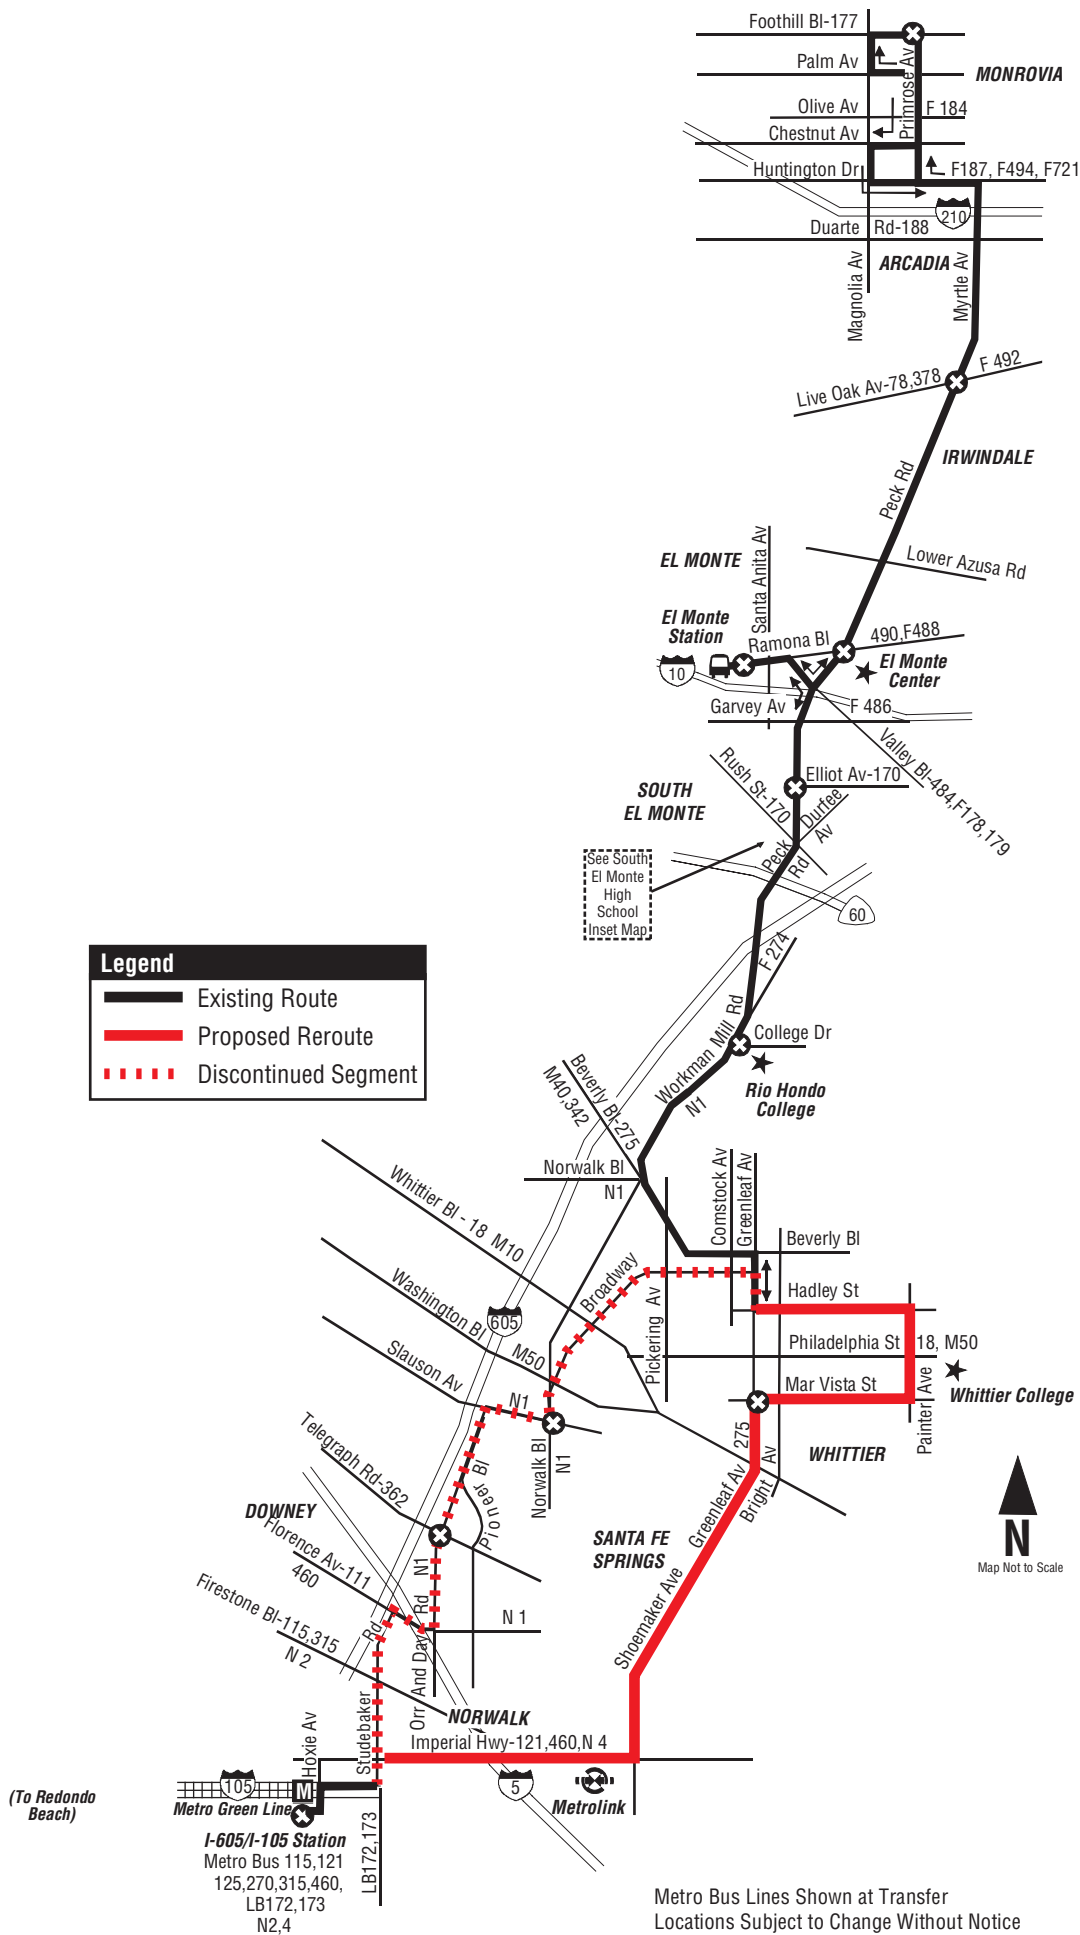 Foothill Bl-177
Palm Av
MONROVIA
Primrose Av
Olive Av
F 184
Chestnut Av
Huntington Dr
F187, F494, F721
210
Duarte Rd-188
ARCADIA
Magnolia Av
Myrtle Av
F 492
Live Oak Av-78,378
IRWINDALE
Peck Rd
Lower Azusa Rd
EL MONTE
Santa Anita Av
El Monte
Station
Ramona Bl
490,F488
El Monte
Center
10
Garvey Av
F 486
Valley Bl-484,F178,179
Rush St-170
Elliot Av-170
SOUTH
EL MONTE
Durfee
Av
Peck
Rd
See South
El Monte
High
School
Inset Map
60
F 274
Legend
Existing Route
Proposed Reroute
Discontinued Segment
Workman Mill Rd
N1
College Dr
Rio Hondo
College
Beverly Bl-275
M40,342
Norwalk Bl
N1
Comstock Av
Greenleaf Av
Beverly Bl
Whittier Bl - 18 M10
Broadway
Pickering Av
Hadley St
Washington Bl
M50
605
Philadelphia St
18, M50
Slauson Av
N1
Mar Vista St
Painter Ave
Whittier College
275
Norwalk Bl
N1
WHITTIER
Telegraph Rd-362
Pioneer Bl
Greenleaf Av
Bright Av
DOWNEY
Florence Av-111
460
SANTA FE
SPRINGS
N
Map Not to Scale
Orr And Day Rd N1
N 1
Firestone Bl-115,315
N 2
Shoemaker Ave
Studebaker Rd
NORWALK
Imperial Hwy-121,460,N 4
Hoxie Av
105
M
5
Metrolink
(To Redondo
Beach)
Metro Green Line
I-605/I-105 Station
Metro Bus 115,121
125,270,315,460,
LB172,173
N2,4
LB172,173
Metro Bus Lines Shown at Transfer
Locations Subject to Change Without Notice